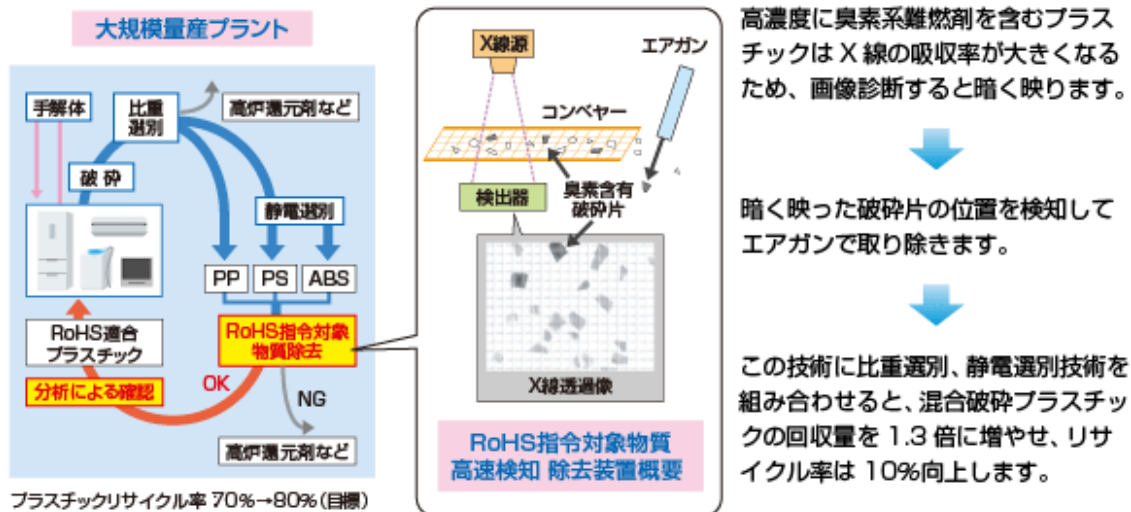 大規模量産プラント
手解体
比重
選別
高炉還元剤など
破砕
静電選別
PP
PS
ABS
RoHS適合
プラスチック
RoHS指令対象
物質除去
分析による確認
OK
NG
高炉還元剤など
プラスチックリサイクル率 70%→80%(目標)
X線源
エアガン
コンベヤー
検出器
臭素含有
破砕片
X線透過像
RoHS指令対象物質
高速検知 除去装置概要
高濃度に臭素系難燃剤を含むプラス
チックは X 線の吸収率が大きくなる
ため、画像診断すると暗く映ります。
暗く映った破砕片の位置を検知して
エアガンで取り除きます。
この技術に比重選別、静電選別技術を
組み合わせると、混合破砕プラスチッ
クの回収量を 1.3 倍に増やせ、リサ
イクル率は 10%向上します。